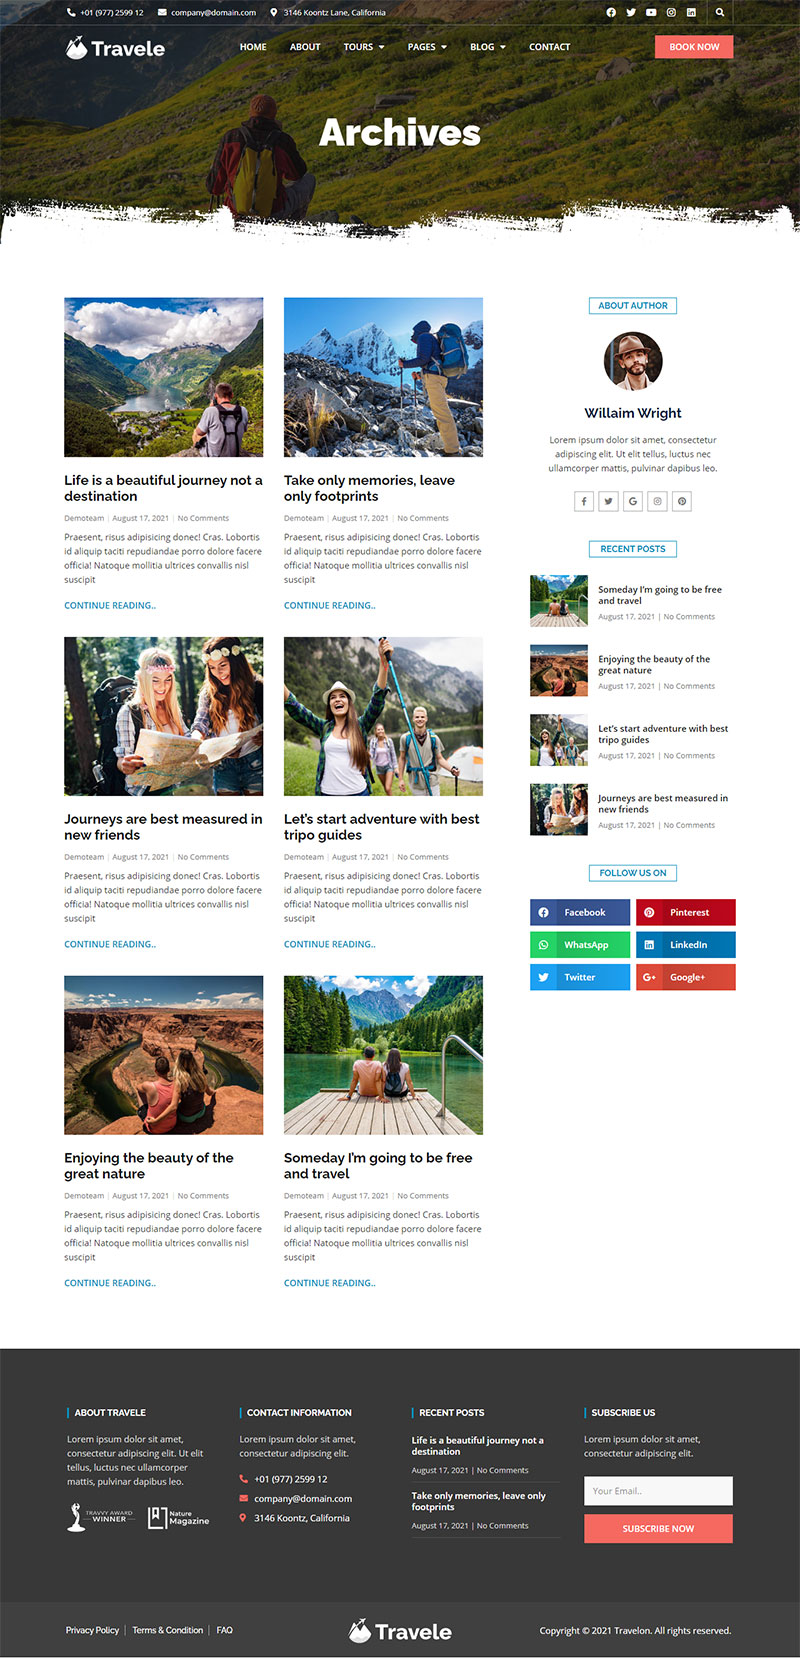 +01 (977) 2599 12 company@domain.com 3146 Koontz Lane, California
Travele HOME ABOUT TOURS PAGES BLOG CONTACT BOOK NOW
Archives
Life is a beautiful journey not a
destination
Demoteam | August 17, 2021 | No Comments
Praesent, risus adipisicing donec! Cras. Lobortis
id aliquip taciti repudiandae porro dolore facere
officia! Natoque mollitia ultrices convallis nisl
suscipit
CONTINUE READING..
Take only memories, leave
only footprints
Demoteam | August 17, 2021 | No Comments
Praesent, risus adipisicing donec! Cras. Lobortis
id aliquip taciti repudiandae porro dolore facere
officia! Natoque mollitia ultrices convallis nisl
suscipit
CONTINUE READING..
Journeys are best measured in
new friends
Demoteam | August 17, 2021 | No Comments
Praesent, risus adipisicing donec! Cras. Lobortis
id aliquip taciti repudiandae porro dolore facere
officia! Natoque mollitia ultrices convallis nisl
suscipit
CONTINUE READING..
Let's start adventure with best
tripo guides
Demoteam | August 17, 2021 | No Comments
Praesent, risus adipisicing donec! Cras. Lobortis
id aliquip taciti repudiandae porro dolore facere
officia! Natoque mollitia ultrices convallis nisl
suscipit
CONTINUE READING..
Enjoying the beauty of the
great nature
Demoteam | August 17, 2021 | No Comments
Praesent, risus adipisicing donec! Cras. Lobortis
id aliquip taciti repudiandae porro dolore facere
officia! Natoque mollitia ultrices convallis nisl
suscipit
CONTINUE READING..
Someday I'm going to be free
and travel
Demoteam | August 17, 2021 | No Comments
Praesent, risus adipisicing donec! Cras. Lobortis
id aliquip taciti repudiandae porro dolore facere
officia! Natoque mollitia ultrices convallis nisl
suscipit
CONTINUE READING..
ABOUT AUTHOR
Willaim Wright
Lorem ipsum dolor sit amet, consectetur
adipiscing elit. Ut elit tellus, luctus nec
ullamcorper mattis, pulvinar dapibus leo.
RECENT POSTS
Someday I'm going to be free
and travel
August 17, 2021 | No Comments
Enjoying the beauty of the
great nature
August 17, 2021 | No Comments
Let's start adventure with best
tripo guides
August 17, 2021 | No Comments
Journeys are best measured in
new friends
August 17, 2021 | No Comments
FOLLOW US ON
Facebook Pinterest
WhatsApp LinkedIn
Twitter Google+
ABOUT TRAVELE
Lorem ipsum dolor sit amet,
consectetur adipiscing elit. Ut elit
tellus, luctus nec ullamcorper
mattis, pulvinar dapibus leo.
TRAVVY AWARD
WINNER
Nature
Magazine
CONTACT INFORMATION
Lorem ipsum dolor sit amet,
consectetur adipiscing elit.
+01 (977) 2599 12
company@domain.com
3146 Koontz, California
RECENT POSTS
Life is a beautiful journey not a
destination
August 17, 2021 | No Comments
Take only memories, leave only
footprints
August 17, 2021 | No Comments
SUBSCRIBE US
Lorem ipsum dolor sit amet,
consectetur adipiscing elit.
Your Email..
SUBSCRIBE NOW
Privacy Policy | Terms & Condition | FAQ
Travele
Copyright © 2021 Travelon. All rights reserved.